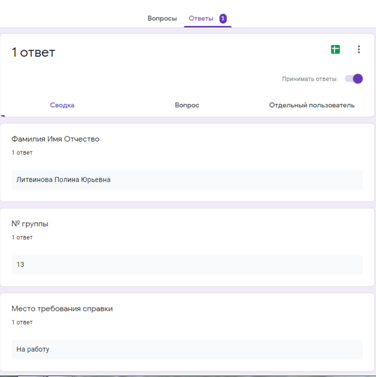 Вопросы Ответы 1
1 ответ
Принимать ответы
Сводка Вопрос Отдельный пользователь
Фамилия Имя Отчество
1 ответ
Литвинова Полина Юрьевна
№ группы
1 ответ
13
Место требования справки
1 ответ
На работу